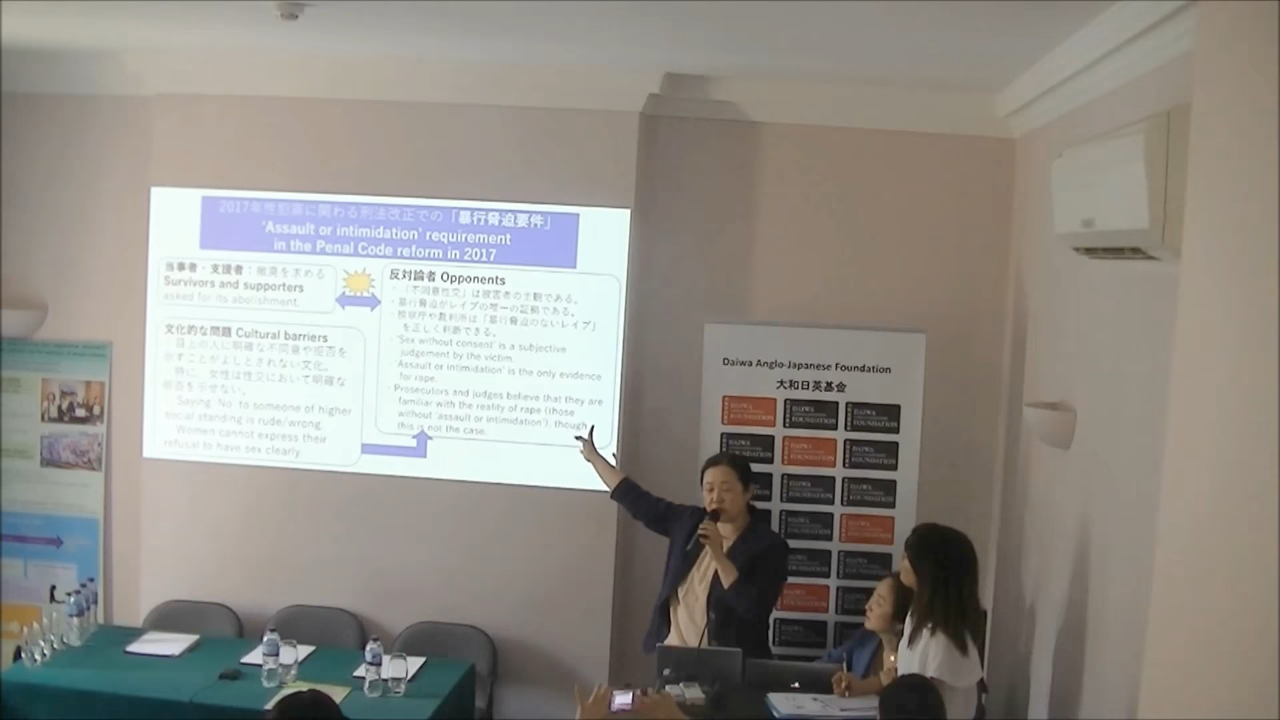 2017年性犯罪に関わる刑法改正での「暴行脅迫要件」
'Assault or intimidation' requirement
in the Penal Code reform in 2017
当事者・支援者：撤廃を求める
Survivors and supporters
asked for its abolishment.
文化的な問題 Cultural barriers
目上の人に明確な不同意や拒否を
示すことがよしとされない文化。
特に、女性は性交において明確な
拒否を示せない。
Saying 'No' to someone of higher
social standing is rude/wrong.
Women cannot express their
refusal to have sex clearly.
反対論者 Opponents
・「不同意性交」は被害者の主観である。
・暴行脅迫がレイプの唯一の証拠である。
・検察庁や裁判所は「暴行脅迫のないレイプ」
を正しく判断できる。
・'Sex without consent' is a subjective
judgement by the victim.
Assault or intimidation' is the only evidence
for rape.
・Prosecutors and judges believe that they are
familiar with the reality of rape (those
without 'assault or intimidation'), though
this is not the case.
Daiwa Anglo-Japanese Foundation
大和日英基金
DAIWA
FOUNDATION